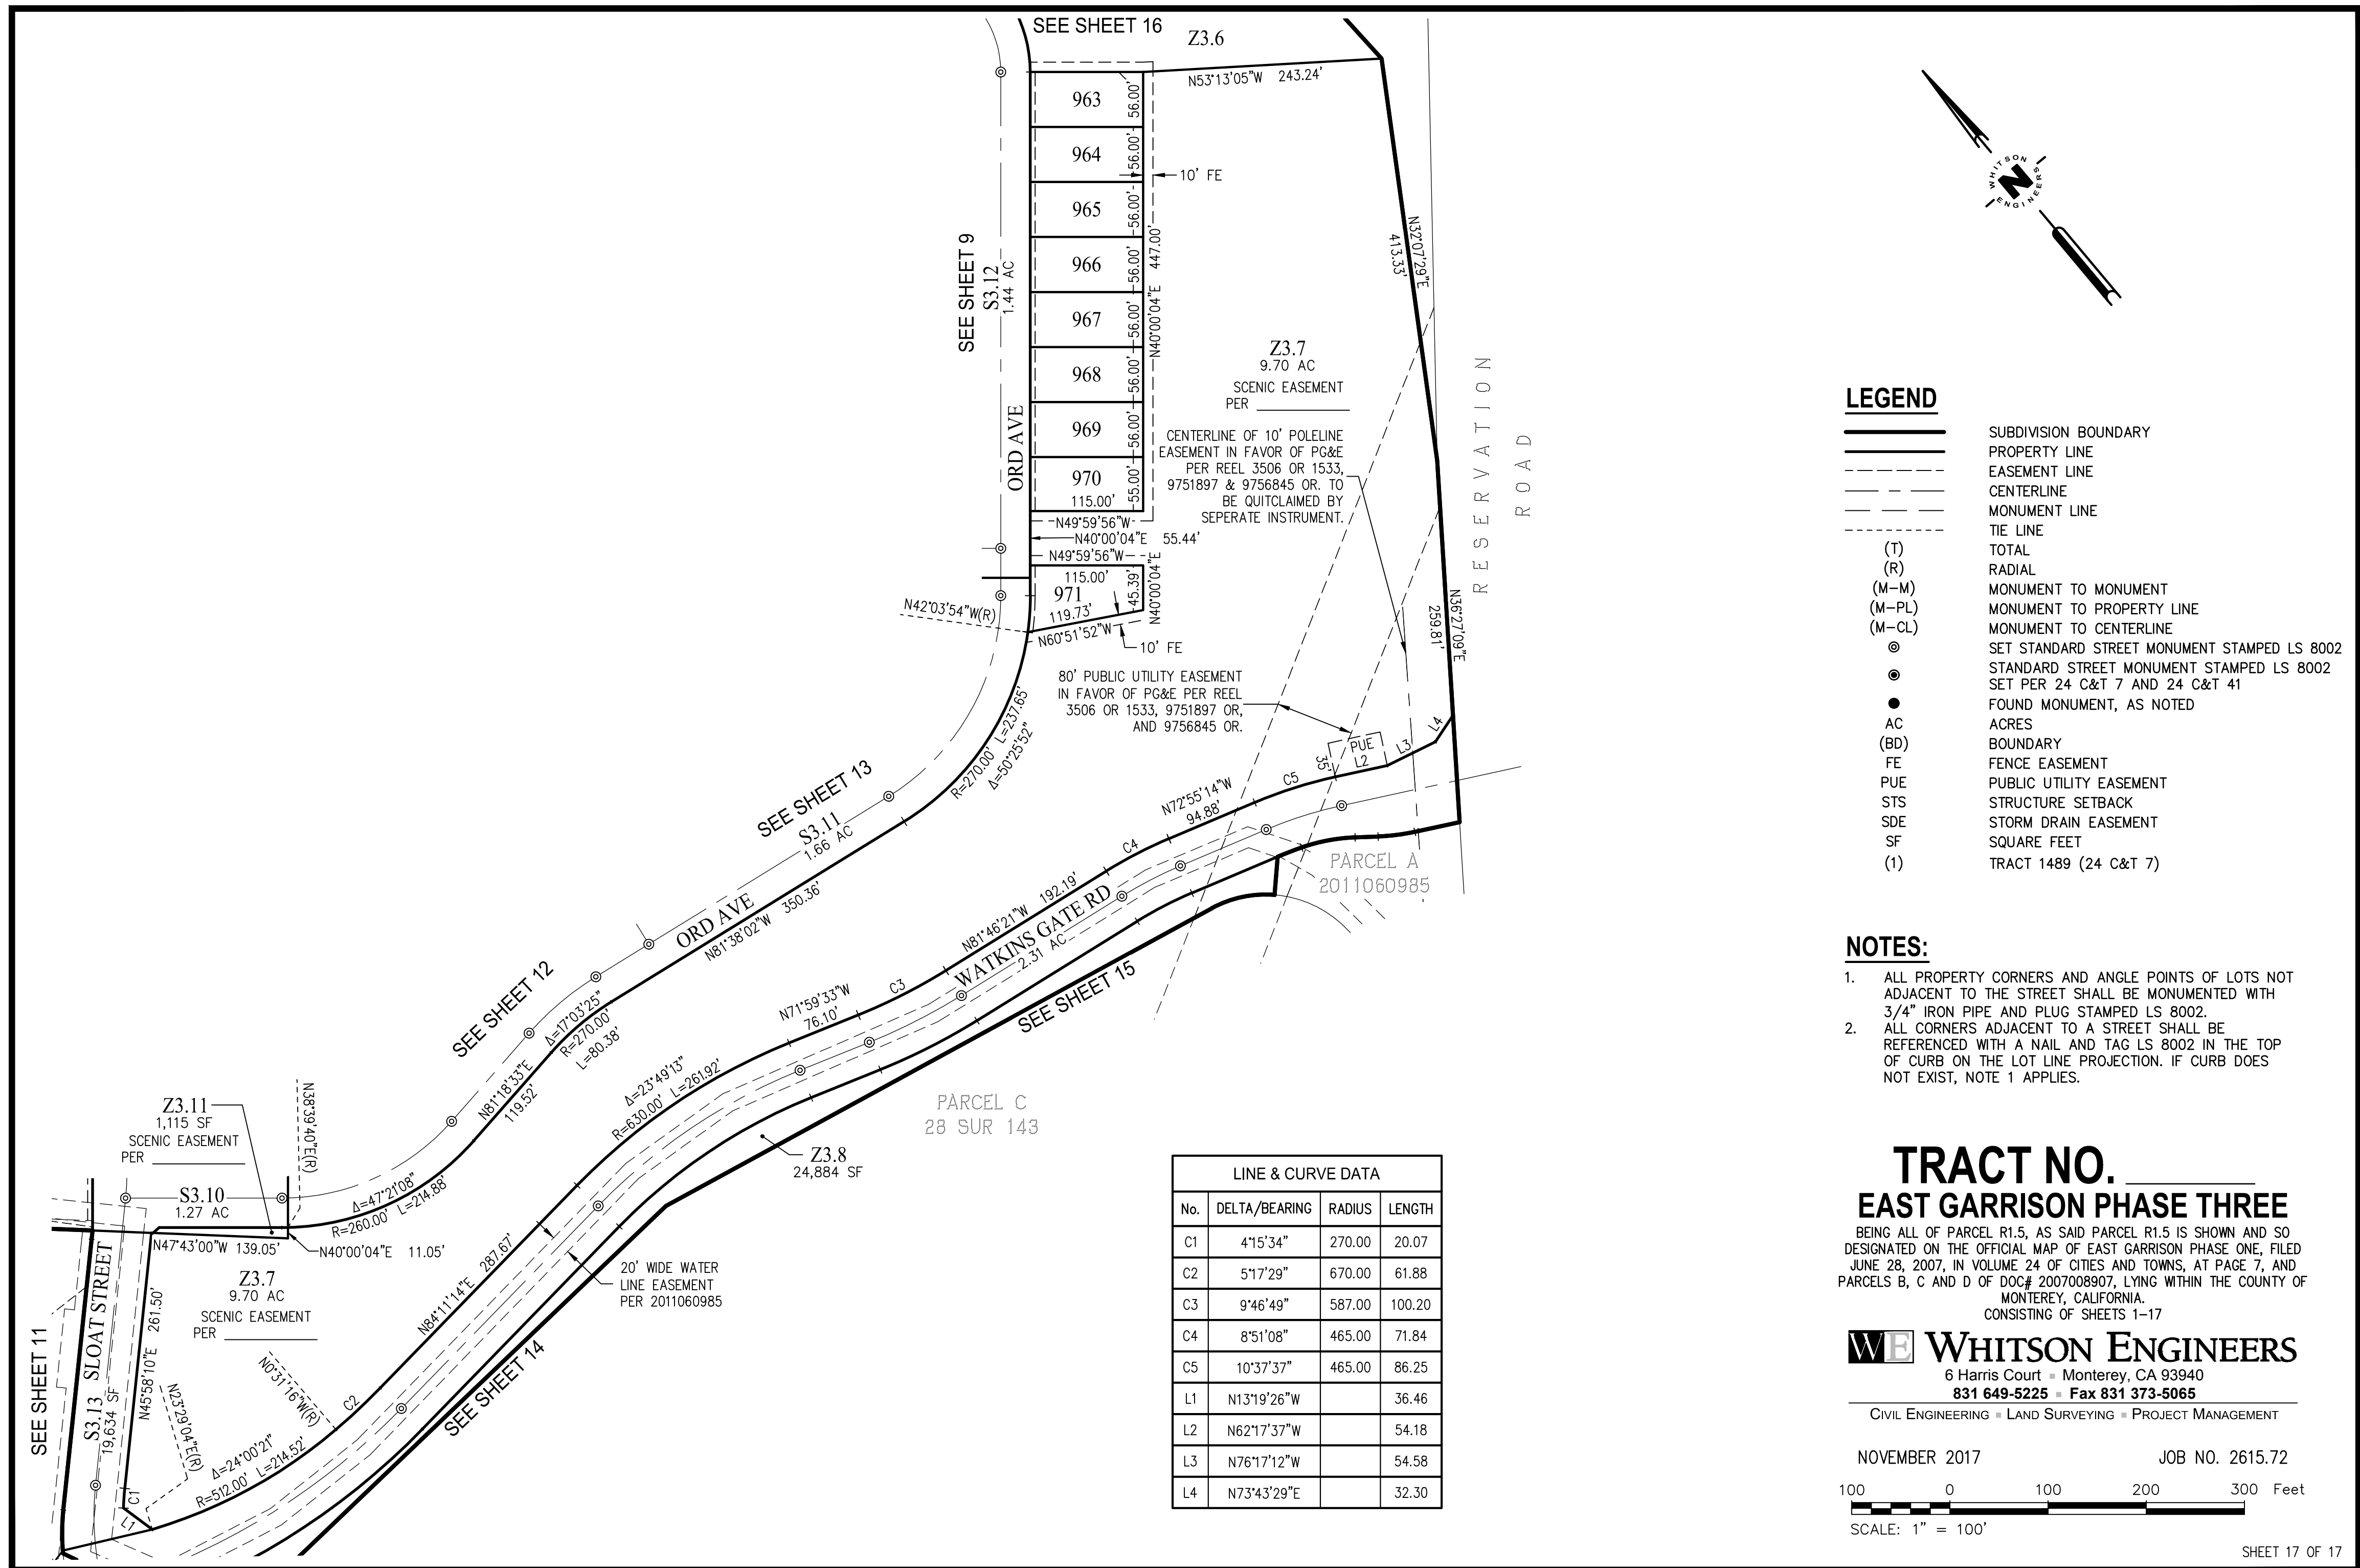 SEE SHEET 16
Z3.6
N53°13'05"W 243.24'
963
56.00'
964
56.00'
10' FE
965
56.00'
966
56.00'
N40°00'04"E 447.00'
967
56.00'
968
56.00'
969
56.00'
970
55.00'
115.00'
N49°59'56"W
N40°00'04"E 55.44'
N49°59'56"W
115.00'
971
45.39'
N40°00'04"E
119.73'
N60°51'52"W
10' FE
N42°03'54"W(R)
SEE SHEET 9
S3.12
1.44 AC
ORD AVE
Z3.7
9.70 AC
SCENIC EASEMENT
PER
CENTERLINE OF 10' POLELINE
EASEMENT IN FAVOR OF PG&E
PER REEL 3506 OR 1533,
9751897 & 9756845 OR. TO
BE QUITCLAIMED BY
SEPERATE INSTRUMENT.
N32°07'29"E
413.33'
RESERVATION
ROAD
N36°27'09"E
259.81'
80' PUBLIC UTILITY EASEMENT
IN FAVOR OF PG&E PER REEL
3506 OR 1533, 9751897 OR,
AND 9756845 OR.
PUE
35'
L2
L3
L4
R=270.00' L=237.65'
Δ=50°25'52"
SEE SHEET 13
S3.11
1.66 AC
ORD AVE
N81°38'02"W 350.36'
N72°55'14"W
94.88'
C5
C4
N81°46'21"W 192.19'
WATKINS GATE RD
2.31 AC
PARCEL A
2011060985
SEE SHEET 15
SEE SHEET 12
Δ=17°03'25"
R=270.00'
L=80.38'
N81°18'33"E
119.52'
N71°59'33"W
76.10'
C3
Δ=23°49'13"
R=630.00' L=261.92'
PARCEL C
28 SUR 143
Z3.8
24,884 SF
Z3.11
1,115 SF
SCENIC EASEMENT
PER
N38°39'40"E(R)
S3.10
1.27 AC
Δ=47°21'08"
R=260.00' L=214.88'
N47°43'00"W 139.05'
N40°00'04"E 11.05'
Z3.7
9.70 AC
SCENIC EASEMENT
PER
20' WIDE WATER
LINE EASEMENT
PER 2011060985
N84°11'14"E 287.67'
SEE SHEET 14
SEE SHEET 11
S3.13 SLOAT STREET
19,634 SF
N45°58'10"E 261.50'
N23°29'04"E(R)
N0°31'16"W(R)
C2
Δ=24°00'21"
R=512.00' L=214.52'
C1
L1
LINE & CURVE DATA
No. DELTA/BEARING RADIUS LENGTH
C1 4°15'34" 270.00 20.07
C2 5°17'29" 670.00 61.88
C3 9°46'49" 587.00 100.20
C4 8°51'08" 465.00 71.84
C5 10°37'37" 465.00 86.25
L1 N13°19'26"W 36.46
L2 N62°17'37"W 54.18
L3 N76°17'12"W 54.58
L4 N73°43'29"E 32.30
WHITSON
N
ENGINEERS
LEGEND
SUBDIVISION BOUNDARY
PROPERTY LINE
EASEMENT LINE
CENTERLINE
MONUMENT LINE
TIE LINE
(T) TOTAL
(R) RADIAL
(M-M) MONUMENT TO MONUMENT
(M-PL) MONUMENT TO PROPERTY LINE
(M-CL) MONUMENT TO CENTERLINE
SET STANDARD STREET MONUMENT STAMPED LS 8002
STANDARD STREET MONUMENT STAMPED LS 8002
SET PER 24 C&T 7 AND 24 C&T 41
FOUND MONUMENT, AS NOTED
AC ACRES
(BD) BOUNDARY
FE FENCE EASEMENT
PUE PUBLIC UTILITY EASEMENT
STS STRUCTURE SETBACK
SDE STORM DRAIN EASEMENT
SF SQUARE FEET
(1) TRACT 1489 (24 C&T 7)
NOTES:
1. ALL PROPERTY CORNERS AND ANGLE POINTS OF LOTS NOT
ADJACENT TO THE STREET SHALL BE MONUMENTED WITH
3/4" IRON PIPE AND PLUG STAMPED LS 8002.
2. ALL CORNERS ADJACENT TO A STREET SHALL BE
REFERENCED WITH A NAIL AND TAG LS 8002 IN THE TOP
OF CURB ON THE LOT LINE PROJECTION. IF CURB DOES
NOT EXIST, NOTE 1 APPLIES.
TRACT NO.
EAST GARRISON PHASE THREE
BEING ALL OF PARCEL R1.5, AS SAID PARCEL R1.5 IS SHOWN AND SO
DESIGNATED ON THE OFFICIAL MAP OF EAST GARRISON PHASE ONE, FILED
JUNE 28, 2007, IN VOLUME 24 OF CITIES AND TOWNS, AT PAGE 7, AND
PARCELS B, C AND D OF DOC# 2007008907, LYING WITHIN THE COUNTY OF
MONTEREY, CALIFORNIA.
CONSISTING OF SHEETS 1-17
WE WHITSON ENGINEERS
6 Harris Court ▪ Monterey, CA 93940
831 649-5225 ▪ Fax 831 373-5065
CIVIL ENGINEERING ▪ LAND SURVEYING ▪ PROJECT MANAGEMENT
NOVEMBER 2017 JOB NO. 2615.72
100 0 100 200 300 Feet
SCALE: 1" = 100'
SHEET 17 OF 17